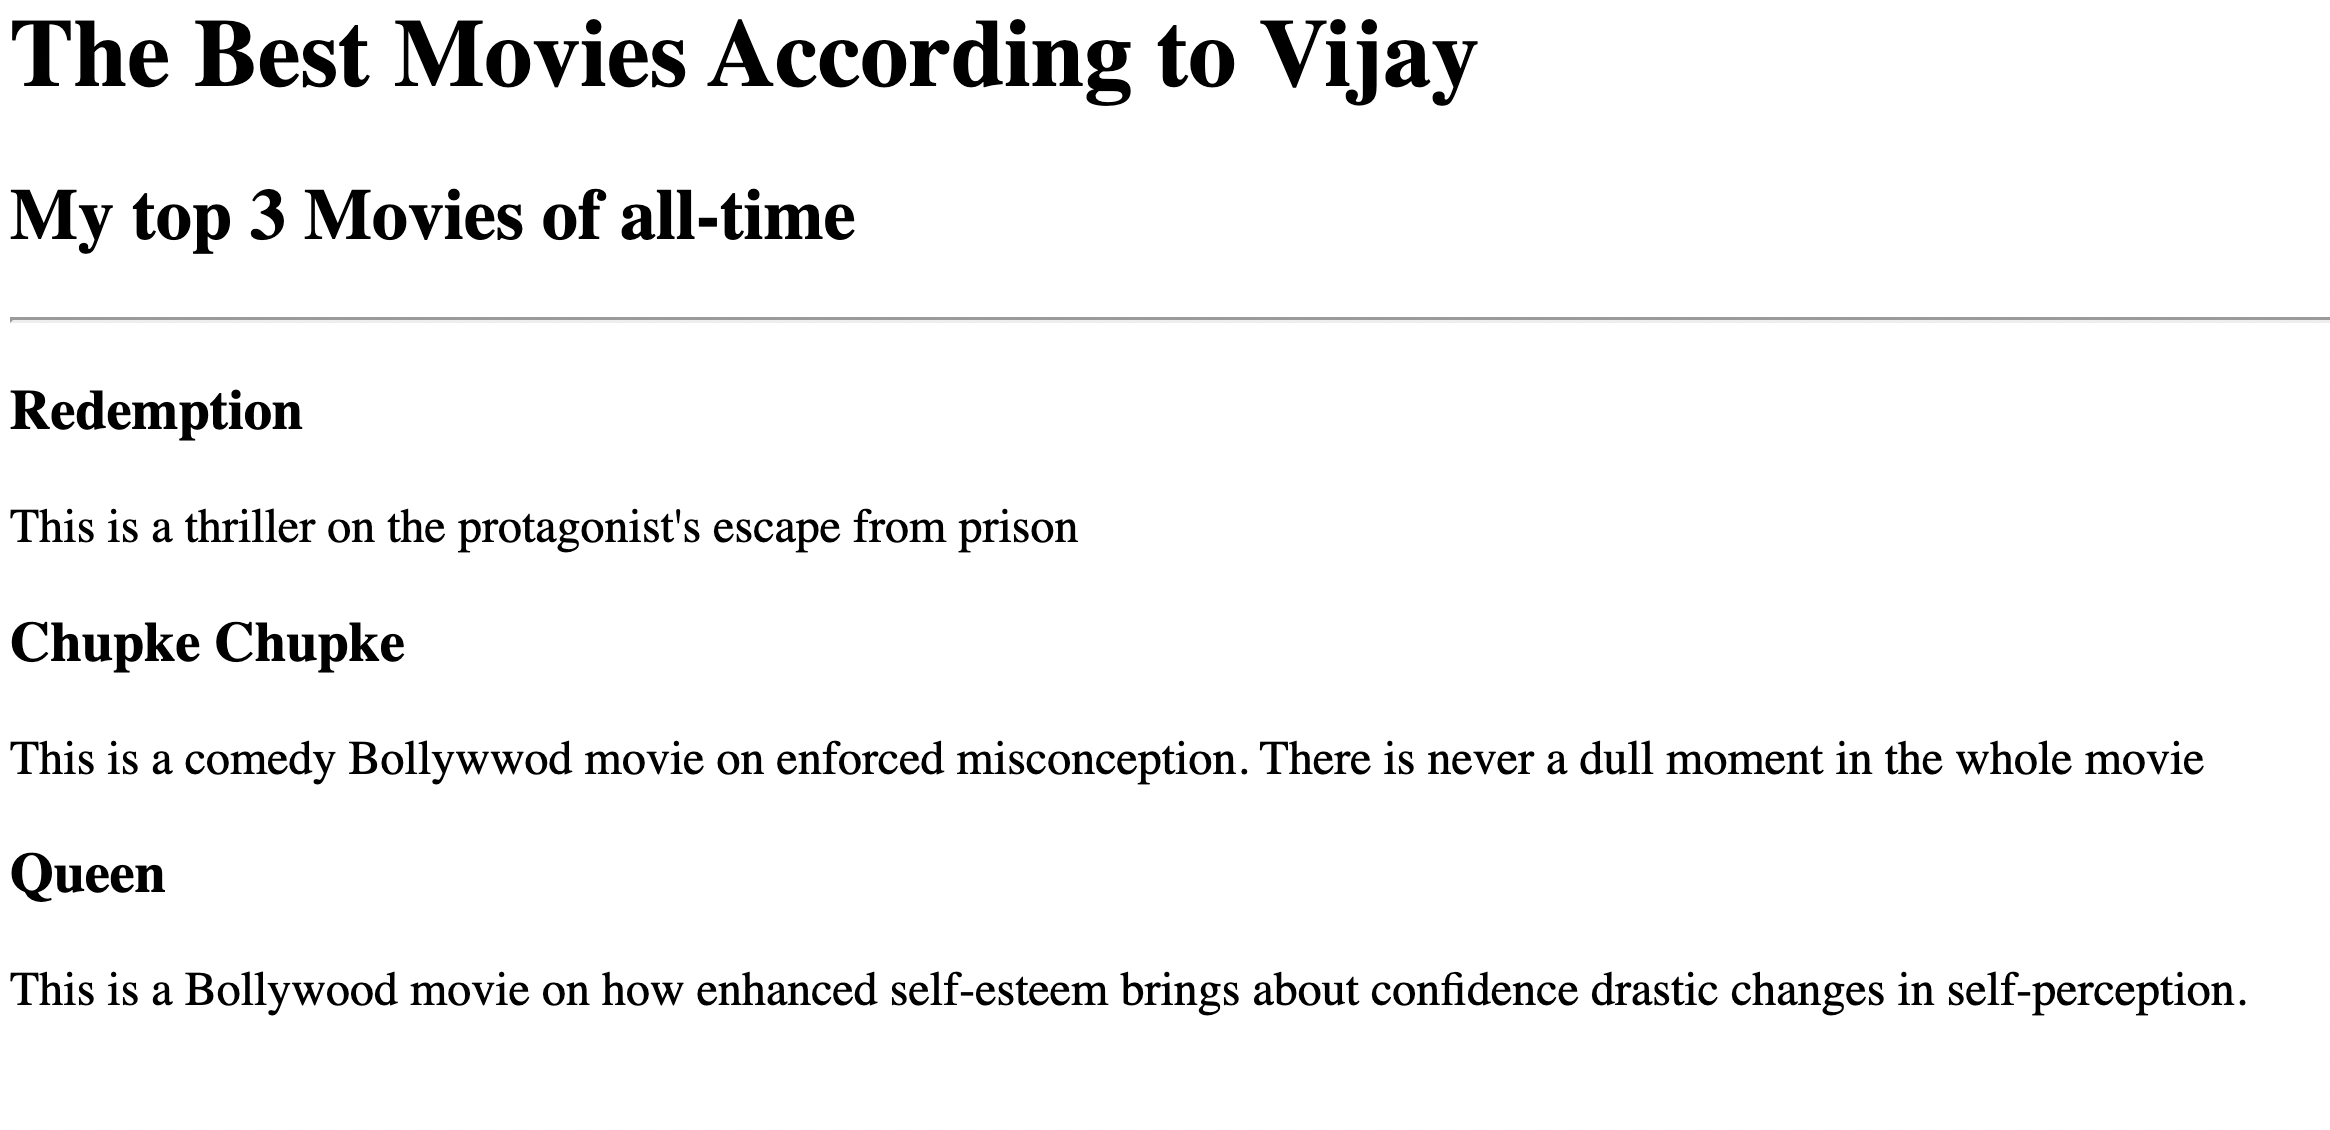 The Best Movies According to Vijay
My top 3 Movies of all-time
Redemption
This is a thriller on the protagonist's escape from prison
Chupke Chupke
This is a comedy Bollywwod movie on enforced misconception. There is never a dull moment in the whole movie
Queen
This is a Bollywood movie on how enhanced self-esteem brings about confidence drastic changes in self-perception.